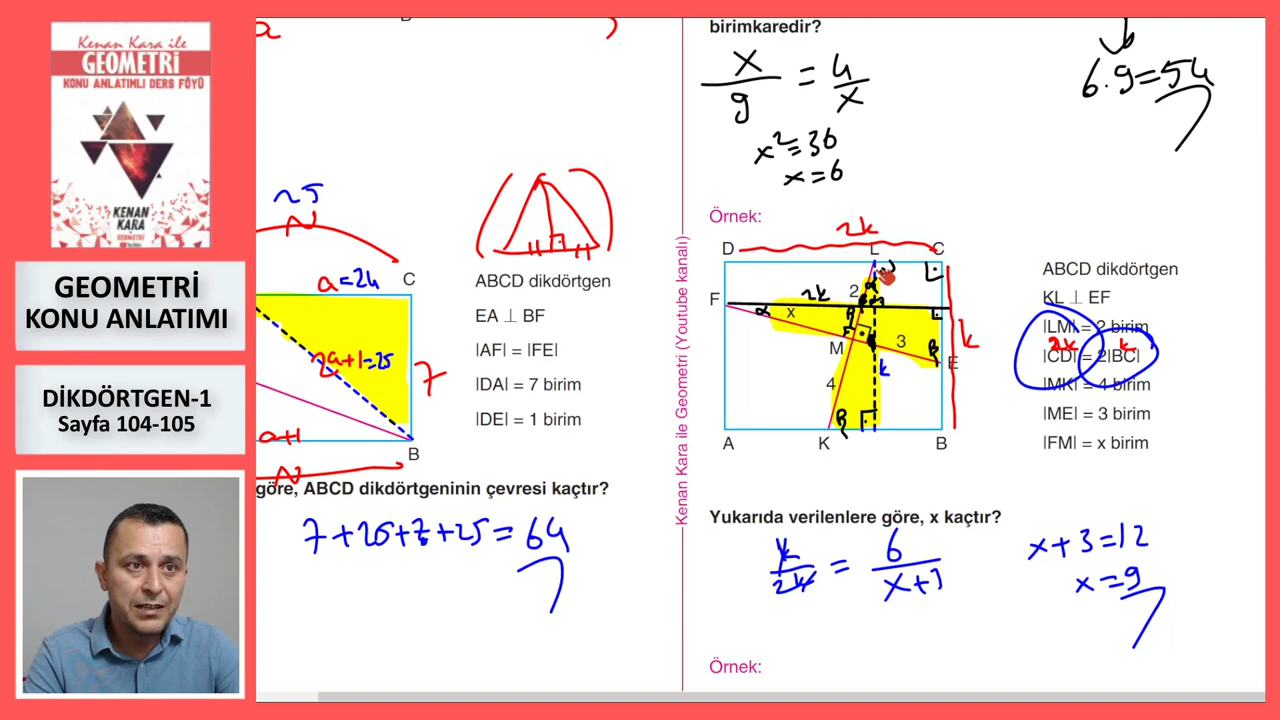 Kenan Kara ile
GEOMETRİ
KONU ANLATIMLI DERS FÖYÜ
KENAN
KARA
GEOMETRİ
GEOMETRİ
KONU ANLATIMI
DİKDÖRTGEN-1
Sayfa 104-105
a
25
C
a=24
2a+1=25
7
a+1
B
ABCD dikdörtgen
EA ⊥ BF
|AF| = |FE|
|DA| = 7 birim
|DE| = 1 birim
göre, ABCD dikdörtgeninin çevresi kaçtır?
7+25+7+25=64
Kenan Kara ile Geometri (Youtube kanalı)
birimkaredir?
x/9 = 4/x
x²=36
x=6
6.9=54
Örnek:
2k
D L C
F 2k 2
α x
M 3 E
4 k k
β
A K B
ABCD dikdörtgen
KL ⊥ EF
|LM| = 2 birim
2k k
|CD| = 2|BC|
|MK| = 4 birim
|ME| = 3 birim
|FM| = x birim
Yukarıda verilenlere göre, x kaçtır?
k/2k = 6/x+3
x+3=12
x=9
Örnek: